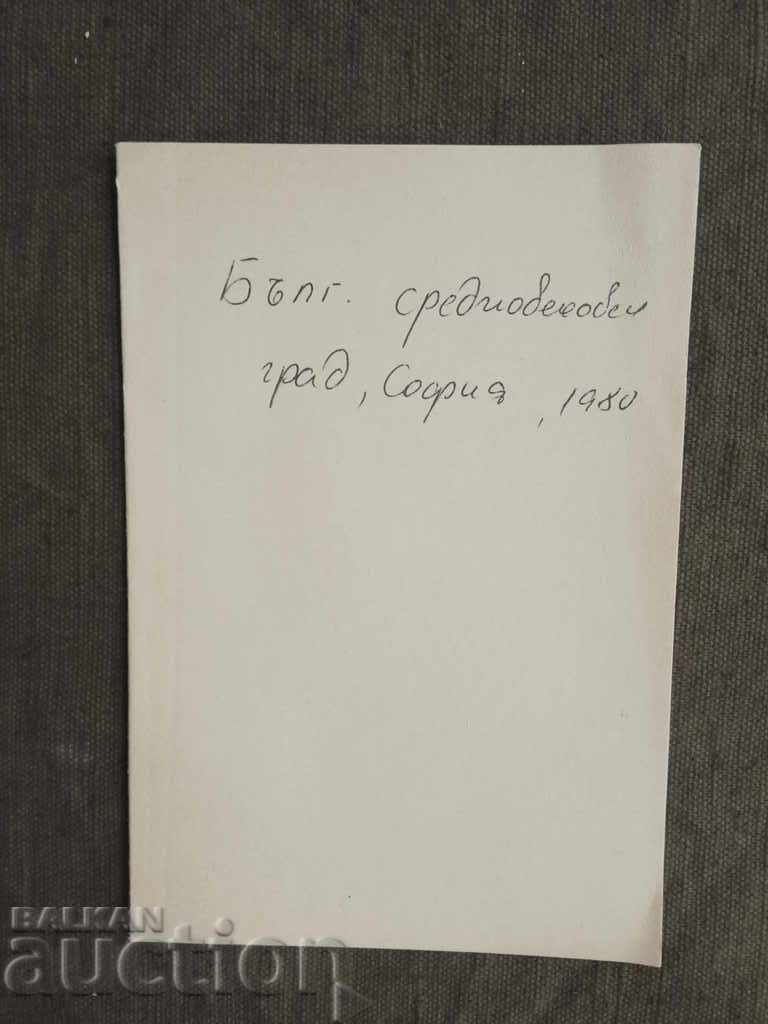 Бълг. средновековен
град, София, 1980
BALKAN
auction